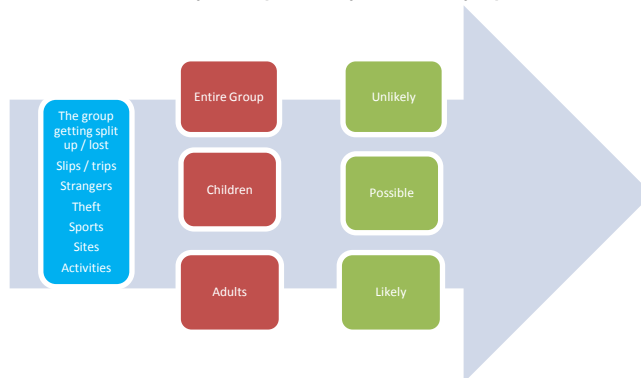 The group
getting split
up / lost
Slips / trips
Strangers
Theft
Sports
Sites
Activities
Entire Group
Children
Adults
Unlikely
Possible
Likely